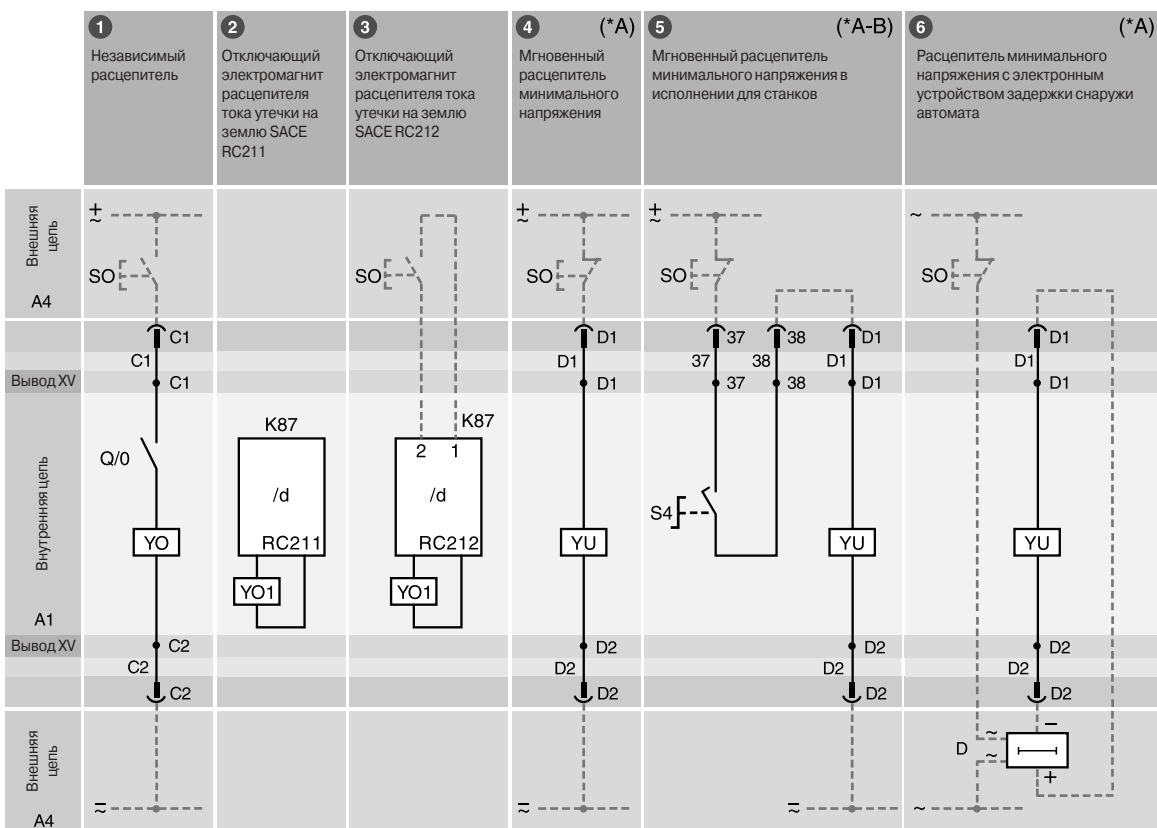 1
Независимый
расцепитель
2
Отключающий
электромагнит
расцепителя
тока утечки на
землю SACE
RC211
3
Отключающий
электромагнит
расцепителя тока
утечки на землю
SACE RC212
4 (*A)
Мгновенный
расцепитель
минимального
напряжения
5 (*A-B)
Мгновенный расцепитель
минимального напряжения в
исполнении для станков
6 (*A)
Расцепитель минимального
напряжения с электронным
устройством задержки снаружи
автомата
Внешняя
цепь
A4
Вывод XV
Внутренняя цепь
A1
Вывод XV
Внешняя
цепь
A4
±
~
SO
C1
C1
C1
Q/0
YO
C2
C2
C2
=
~
K87
/d
RC211
YO1
SO
K87
2 1
/d
RC212
YO1
±
~
SO
D1
D1
D1
YU
D2
D2
D2
=
~
±
~
SO
37 38 D1
37 38 D1
37 38 D1
S4
YU
D2
D2
D2
=
~
~
SO
D1
D1
D1
YU
D2
D2
D2
D
~
~
−
+
~